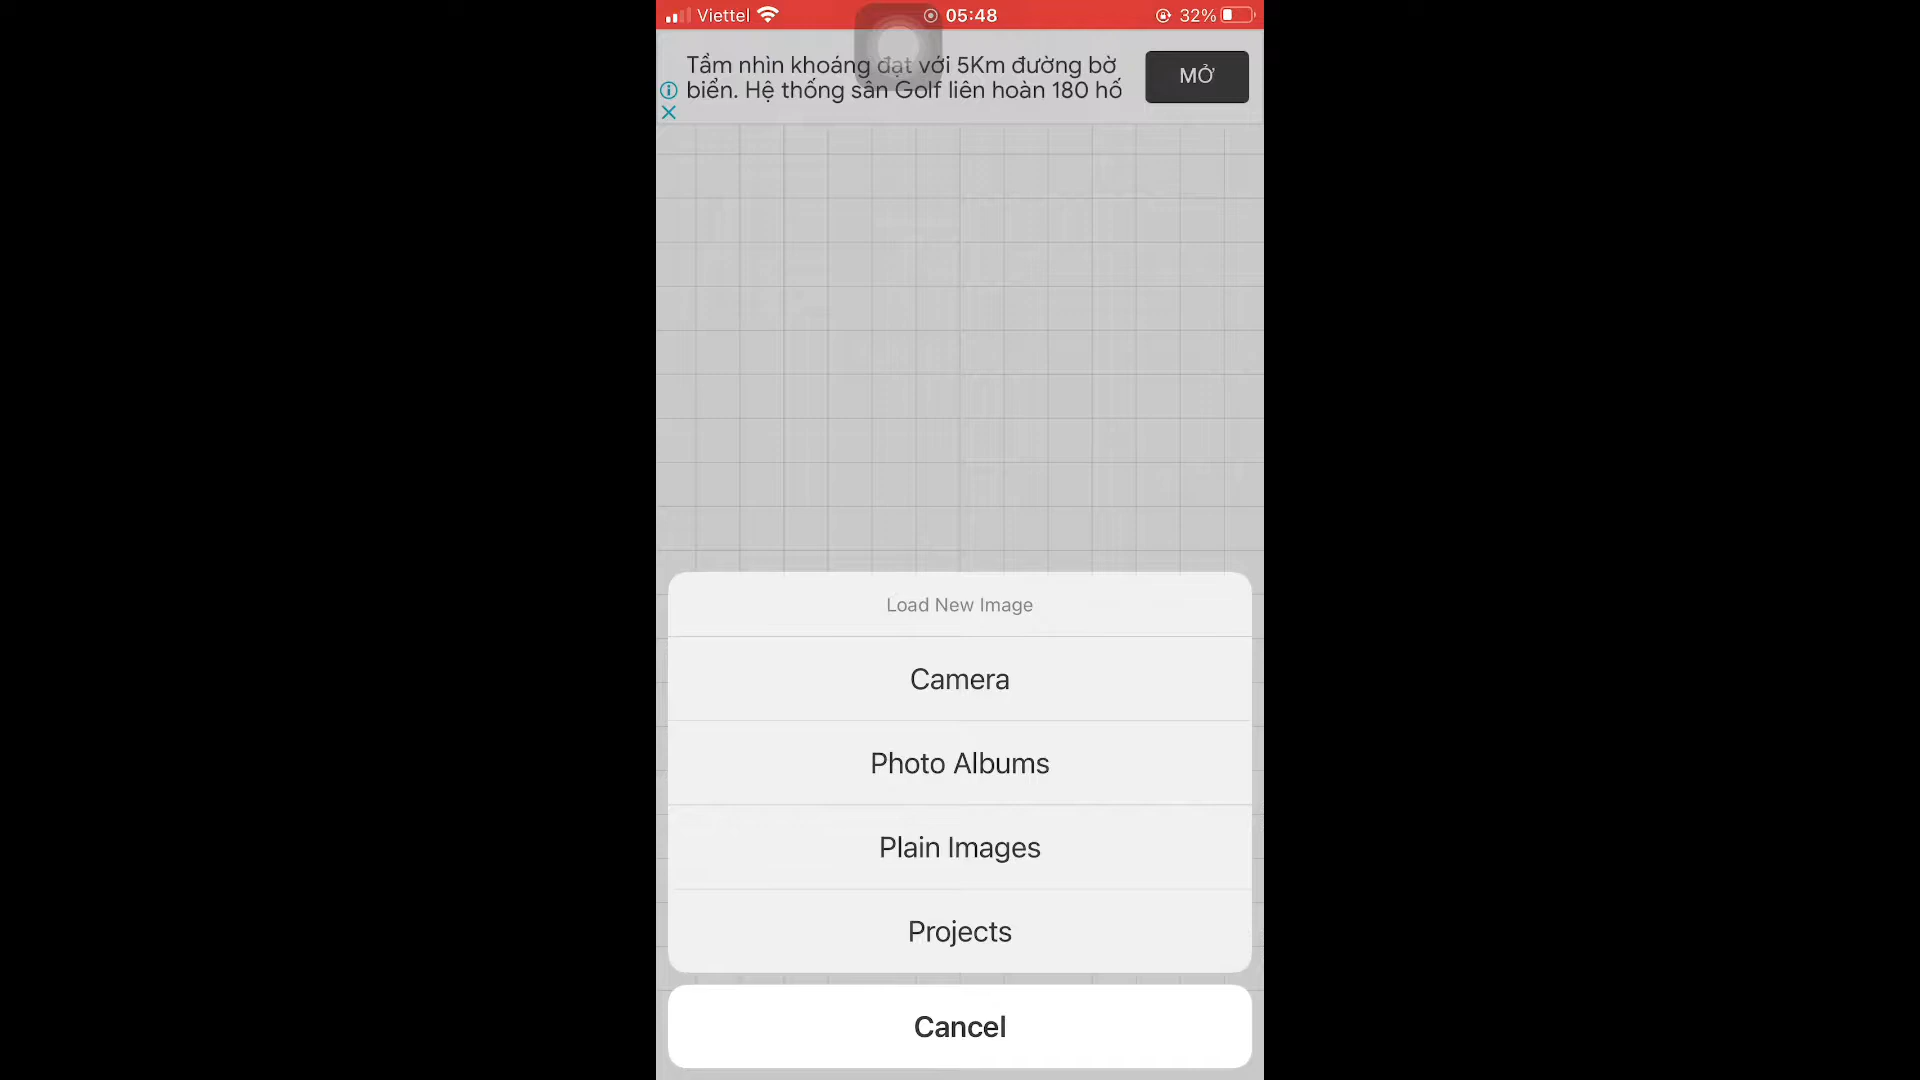 Viettel 05:48 32%
Tầm nhìn khoáng đạt với 5Km đường bờ
biển. Hệ thống sân Golf liên hoàn 180 hố
MỞ
Load New Image
Camera
Photo Albums
Plain Images
Projects
Cancel